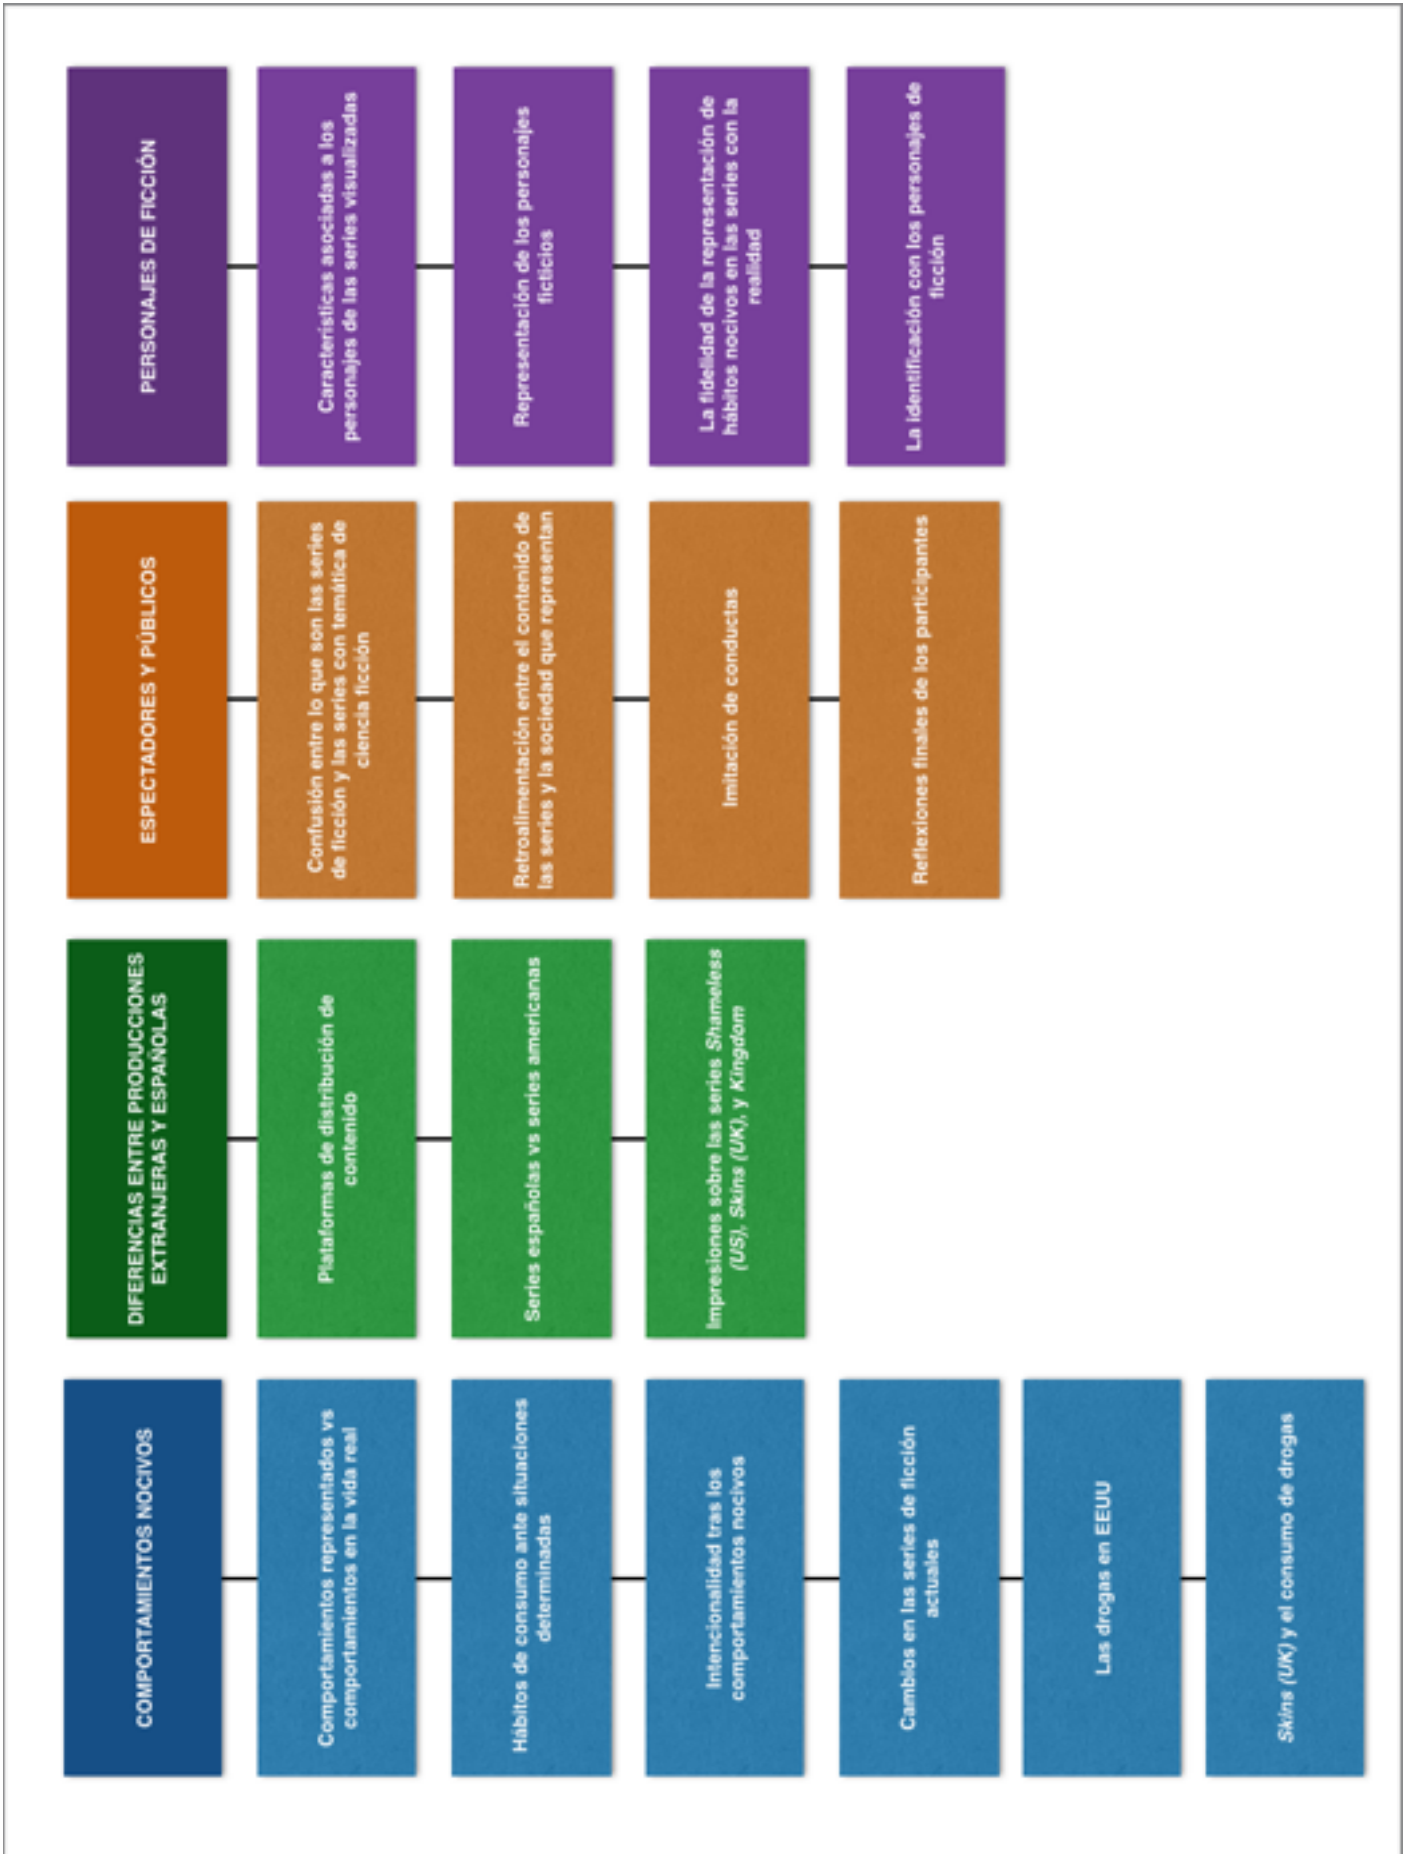 COMPORTAMIENTOS NOCIVOS
Comportamientos representados vs
comportamientos en la vida real
Hábitos de consumo ante situaciones
determinadas
Intencionalidad tras los
comportamientos nocivos
Cambios en las series de ficción
actuales
Las drogas en EEUU
Skins (UK) y el consumo de drogas
DIFERENCIAS ENTRE PRODUCCIONES
EXTRANJERAS Y ESPAÑOLAS
Plataformas de distribución de
contenido
Series españolas vs series americanas
Impresiones sobre las series Shameless
(US), Skins (UK), y Kingdom
ESPECTADORES Y PÚBLICOS
Confusión entre lo que son las series
de ficción y las series con temática de
ciencia ficción
Retroalimentación entre el contenido de
las series y la sociedad que representan
Imitación de conductas
Reflexiones finales de los participantes
PERSONAJES DE FICCIÓN
Características asociadas a los
personajes de las series visualizadas
Representación de los personajes
ficticios
La fidelidad de la representación de
hábitos nocivos en las series con la
realidad
La identificación con los personajes de
ficción